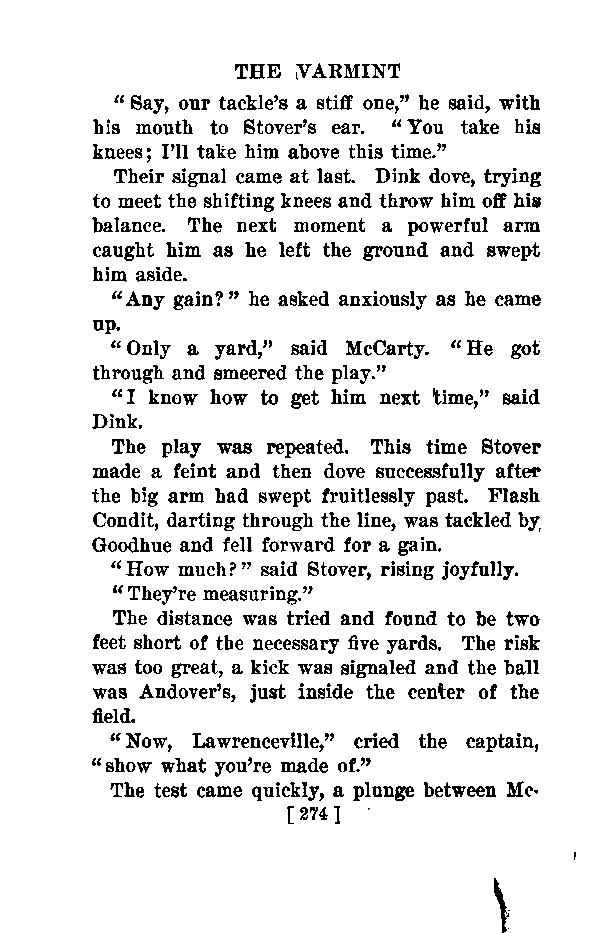 THE VARMINT
“Say, our tackle’s a stiff one,” he said, with
his mouth to Stover’s ear. “You take his
knees; I’ll take him above this time.”
Their signal came at last. Dink dove, trying
to meet the shifting knees and throw him off his
balance. The next moment a powerful arm
caught him as he left the ground and swept
him aside.
“Any gain?” he asked anxiously as he came
up.
“Only a yard,” said McCarty. “He got
through and smeered the play.”
“I know how to get him next time,” said
Dink.
The play was repeated. This time Stover
made a feint and then dove successfully after
the big arm had swept fruitlessly past. Flash
Condit, darting through the line, was tackled by
Goodhue and fell forward for a gain.
“How much?” said Stover, rising joyfully.
“They’re measuring.”
The distance was tried and found to be two
feet short of the necessary five yards. The risk
was too great, a kick was signaled and the ball
was Andover’s, just inside the center of the
field.
“Now, Lawrenceville,” cried the captain,
“show what you’re made of.”
The test came quickly, a plunge between Mc-
[ 274 ]